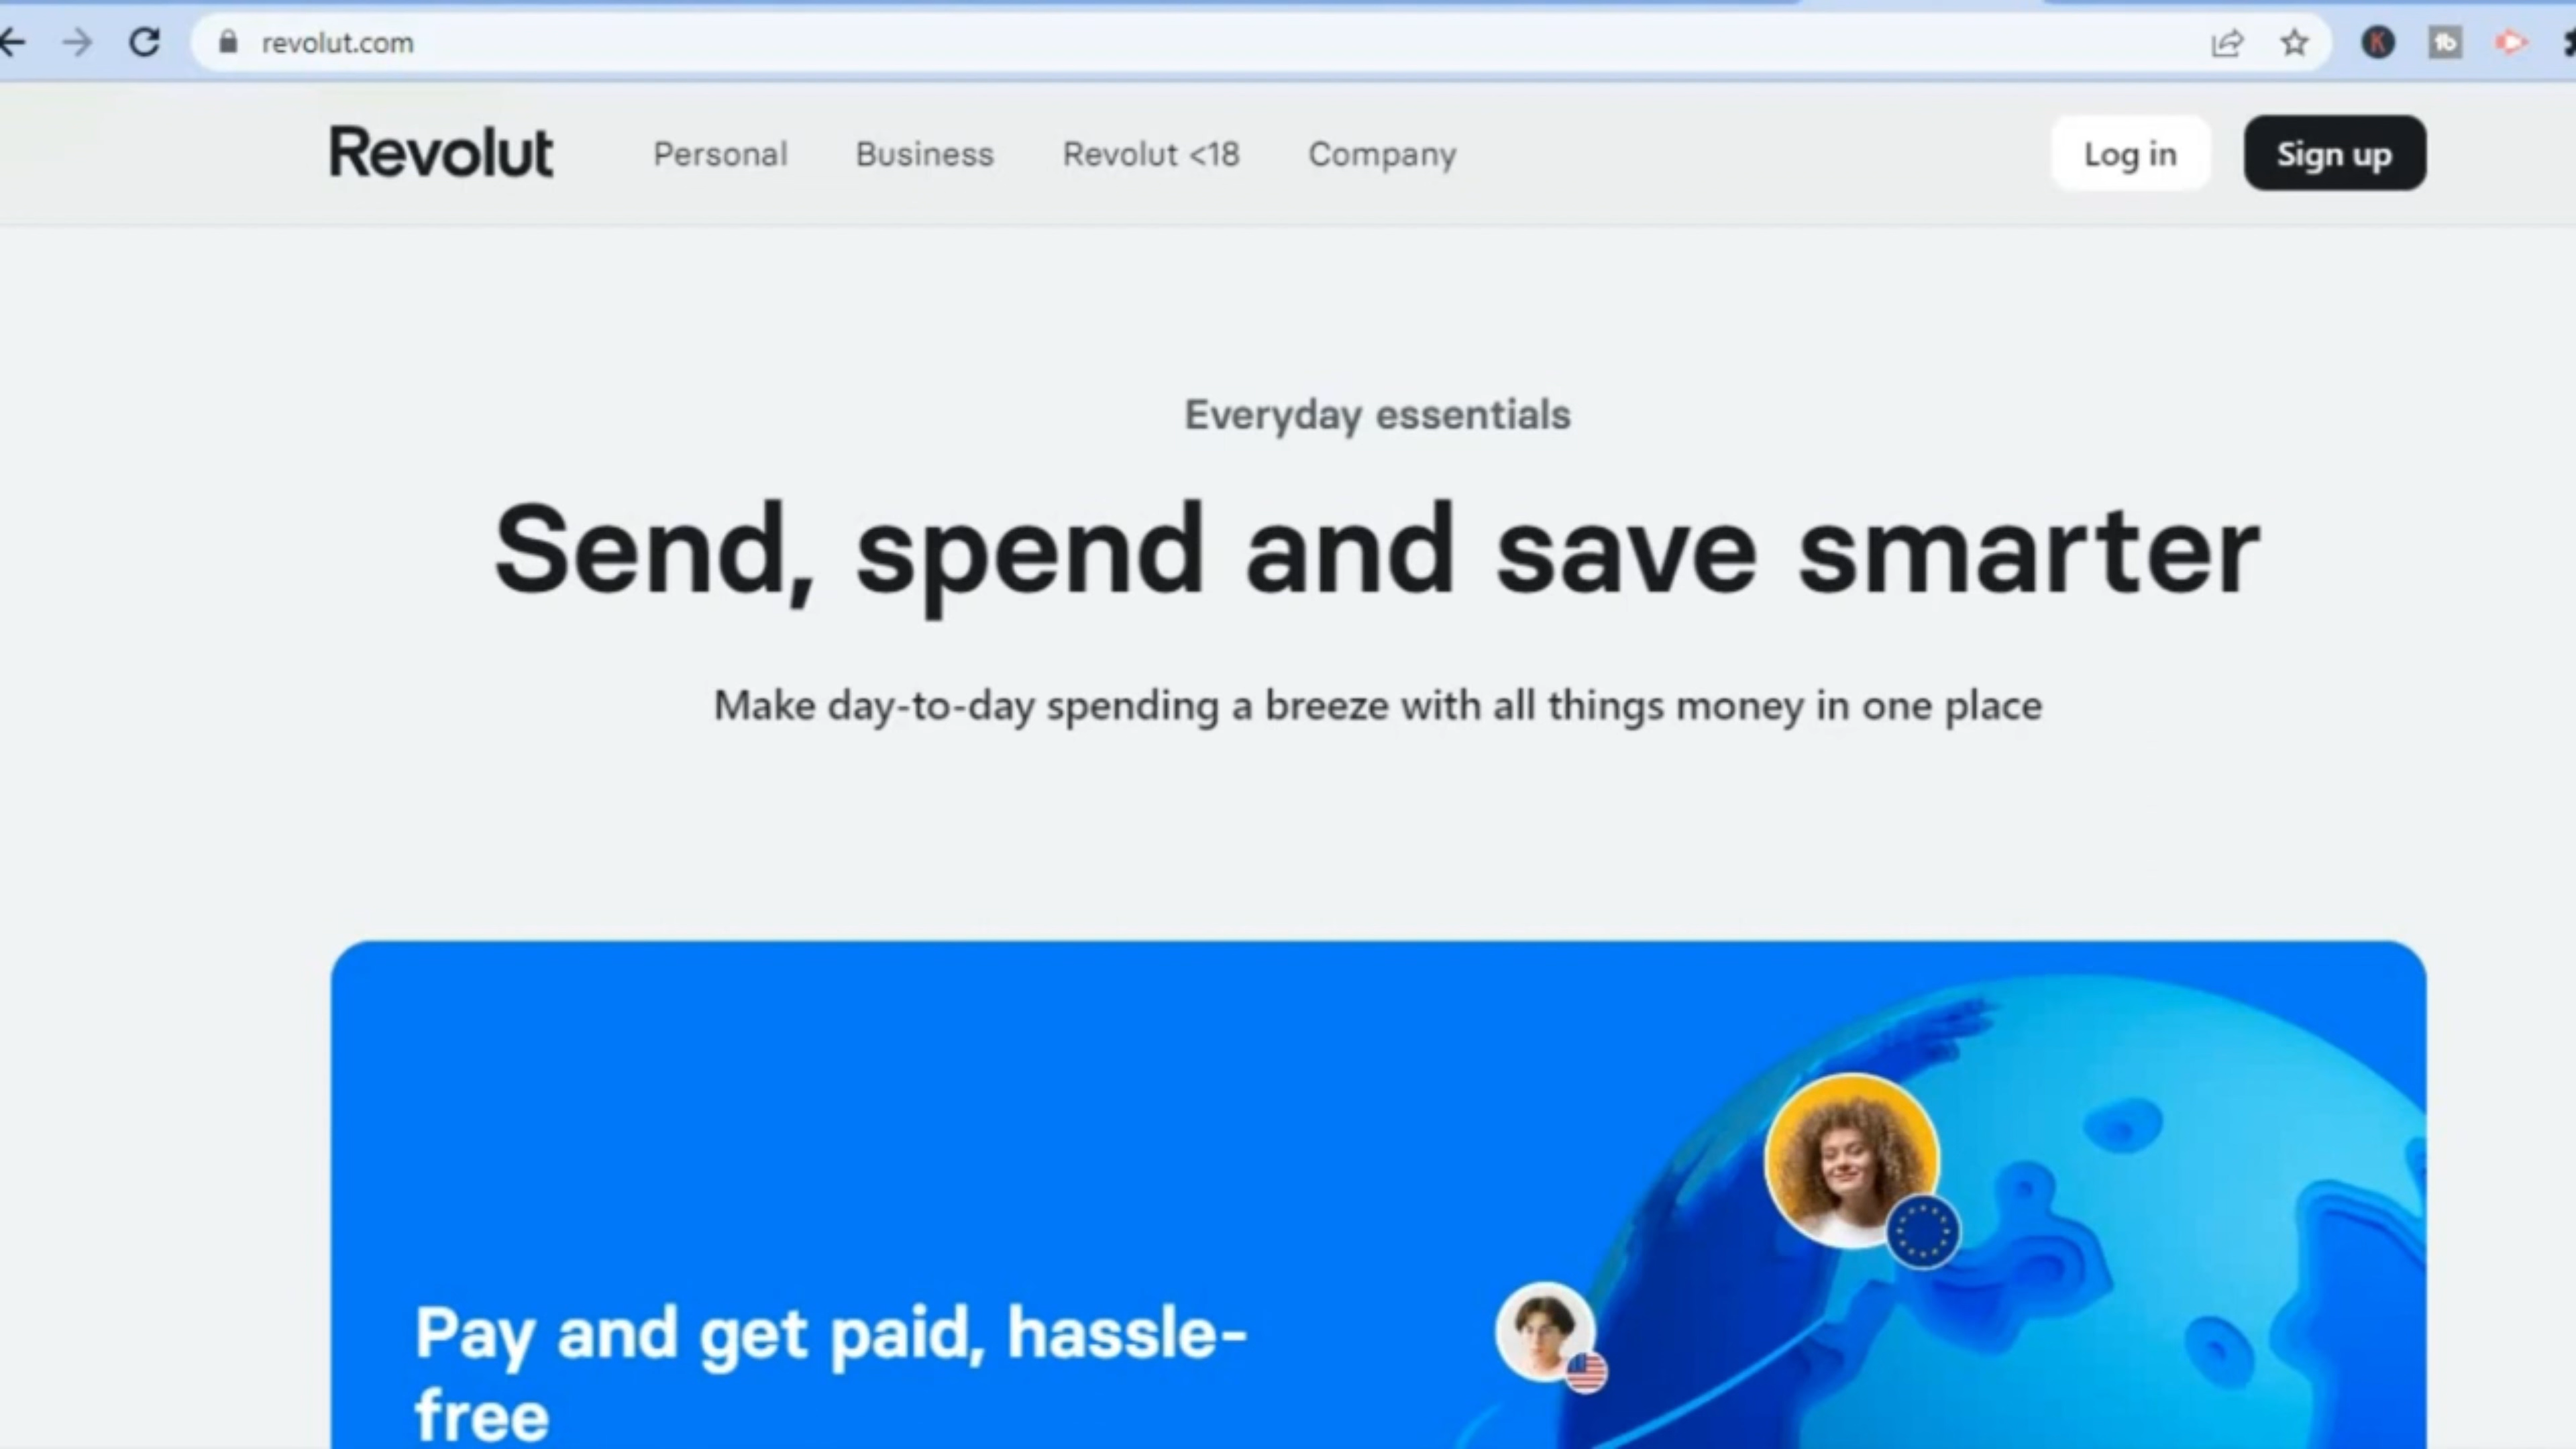 revolut.com
Revolut
Personal
Business
Revolut <18
Company
Log in
Sign up
Everyday essentials
Send, spend and save smarter
Make day-to-day spending a breeze with all things money in one place
Pay and get paid, hassle-
free